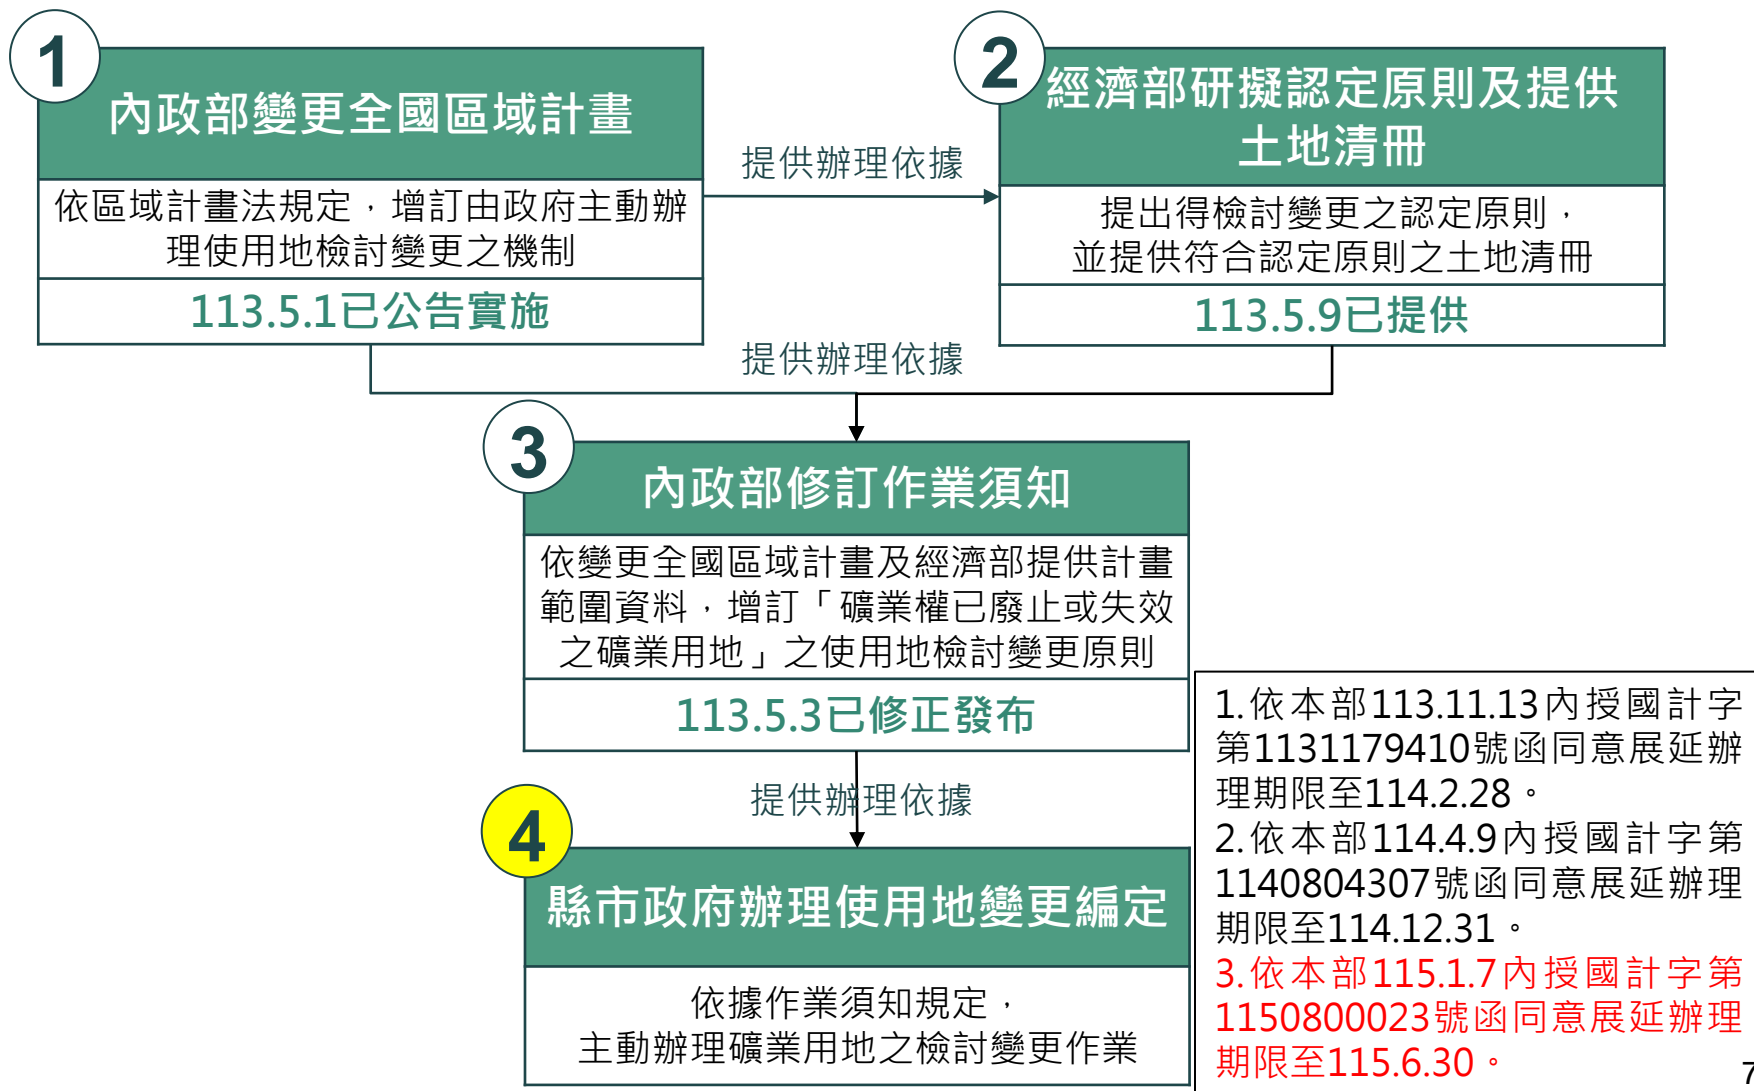 1
內政部變更全國區域計畫
依區域計畫法規定，增訂由政府主動辦
理使用地檢討變更之機制
113.5.1已公告實施
提供辦理依據
2
經濟部研擬認定原則及提供
土地清冊
提出得檢討變更之認定原則，
並提供符合認定原則之土地清冊
113.5.9已提供
提供辦理依據
3
內政部修訂作業須知
依變更全國區域計畫及經濟部提供計畫
範圍資料，增訂「礦業權已廢止或失效
之礦業用地」之使用地檢討變更原則
113.5.3已修正發布
提供辦理依據
4
縣市政府辦理使用地變更編定
依據作業須知規定，
主動辦理礦業用地之檢討變更作業
1.依本部113.11.13內授國計字
第1131179410號函同意展延辦
理期限至114.2.28。
2.依本部114.4.9內授國計字第
1140804307號函同意展延辦理
期限至114.12.31。
3.依本部115.1.7內授國計字第
1150800023號函同意展延辦理
期限至115.6.30。
7